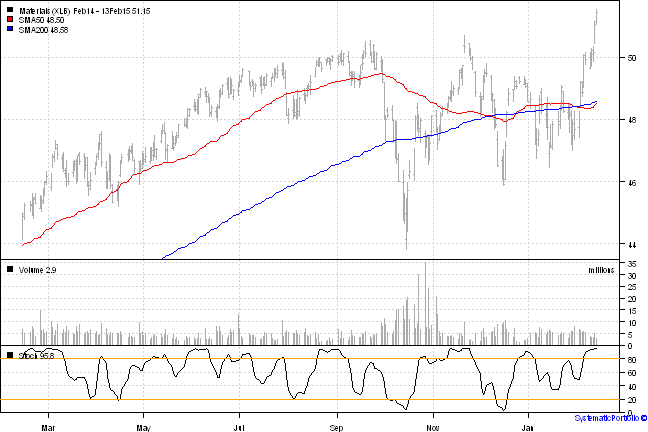 Materials (XLB) Feb14 - 13Feb15 51.15
SMA50 48.50
SMA200 48.58
50
48
46
44
Volume 2.9
millions
35
30
25
20
15
10
5
0
Stoch 95.8
80
60
40
20
0
Mar May Jul Sep Nov Jan
SystematicPortfolio ©